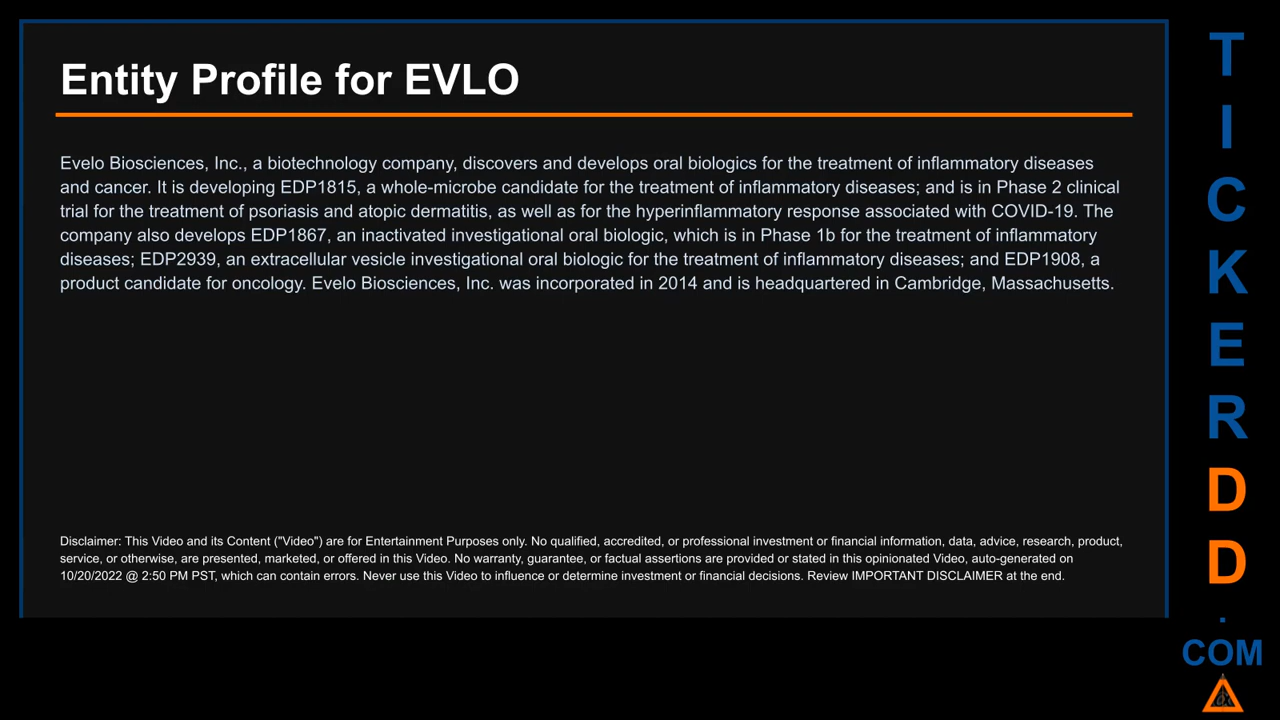 Entity Profile for EVLO
Evelo Biosciences, Inc., a biotechnology company, discovers and develops oral biologics for the treatment of inflammatory diseases
and cancer. It is developing EDP1815, a whole-microbe candidate for the treatment of inflammatory diseases; and is in Phase 2 clinical
trial for the treatment of psoriasis and atopic dermatitis, as well as for the hyperinflammatory response associated with COVID-19. The
company also develops EDP1867, an inactivated investigational oral biologic, which is in Phase 1b for the treatment of inflammatory
diseases; EDP2939, an extracellular vesicle investigational oral biologic for the treatment of inflammatory diseases; and EDP1908, a
product candidate for oncology. Evelo Biosciences, Inc. was incorporated in 2014 and is headquartered in Cambridge, Massachusetts.
Disclaimer: This Video and its Content ("Video") are for Entertainment Purposes only. No qualified, accredited, or professional investment or financial information, data, advice, research, product,
service, or otherwise, are presented, marketed, or offered in this Video. No warranty, guarantee, or factual assertions are provided or stated in this opinionated Video, auto-generated on
10/20/2022 @ 2:50 PM PST, which can contain errors. Never use this Video to influence or determine investment or financial decisions. Review IMPORTANT DISCLAIMER at the end.
T
I
C
K
E
R
D
D
.
COM